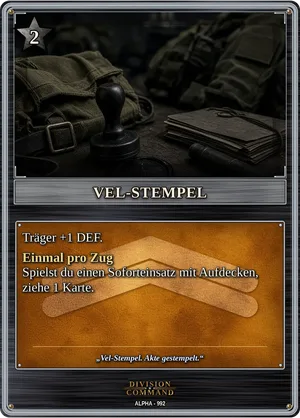 2
VEL-STEMPEL
Träger +1 DEF.
Einmal pro Zug
Spielst du einen Soforteinsatz mit Aufdecken,
ziehe 1 Karte.
„Vel-Stempel. Akte gestempelt.“
DIVISION
COMMAND
ALPHA - 992